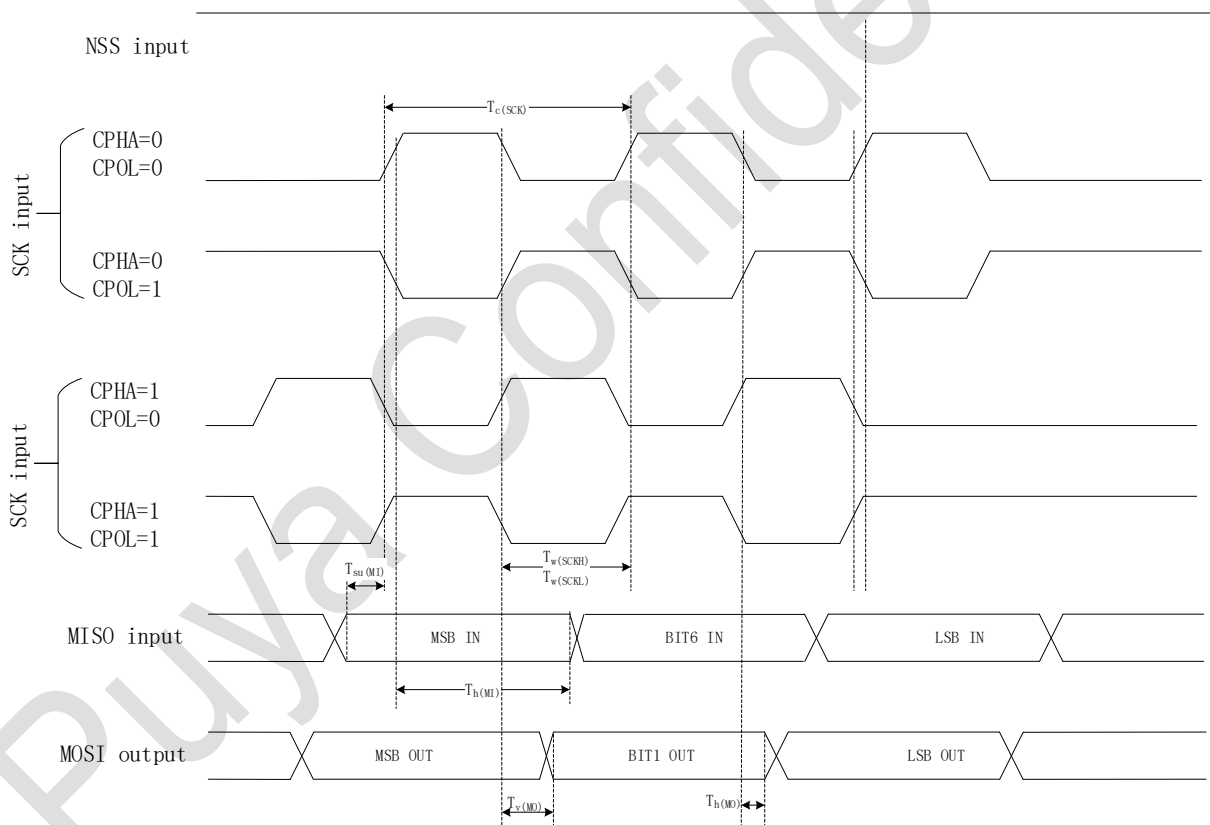 NSS input
Tc(SCK)
CPHA=0
CPOL=0
SCK input
CPHA=0
CPOL=1
CPHA=1
CPOL=0
SCK input
CPHA=1
CPOL=1
Tw(SCKH)
Tw(SCKL)
Tsu(MI)
MISO input
MSB IN
BIT6 IN
LSB IN
Th(MI)
MOSI output
MSB OUT
BIT1 OUT
LSB OUT
Tv(MO)
Th(MO)
Puya Confide